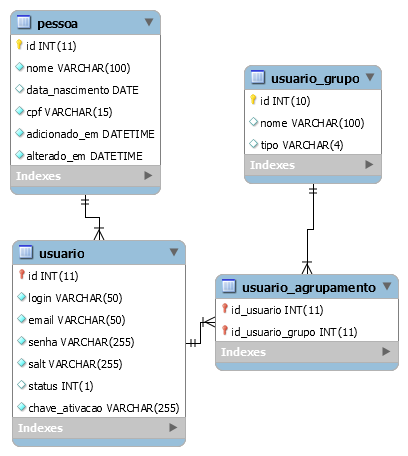 pessoa
id INT(11)
nome VARCHAR(100)
data_nascimento DATE
cpf VARCHAR(15)
adicionado_em DATETIME
alterado_em DATETIME
Indexes
usuario_grupo
id INT(10)
nome VARCHAR(100)
tipo VARCHAR(4)
Indexes
usuario
id INT(11)
login VARCHAR(50)
email VARCHAR(50)
senha VARCHAR(255)
salt VARCHAR(255)
status INT(1)
chave_ativacao VARCHAR(255)
Indexes
usuario_agrupamento
id_usuario INT(11)
id_usuario_grupo INT(11)
Indexes